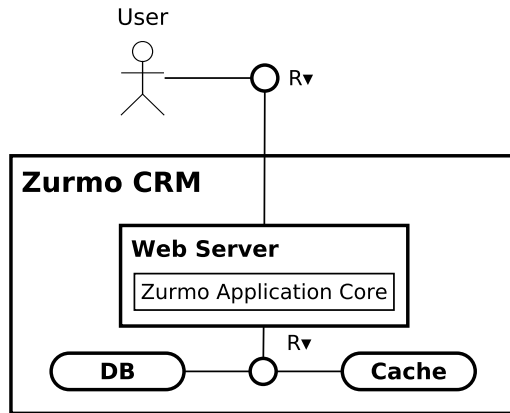 User
R▾
Zurmo CRM
Web Server
Zurmo Application Core
R▾
DB
Cache